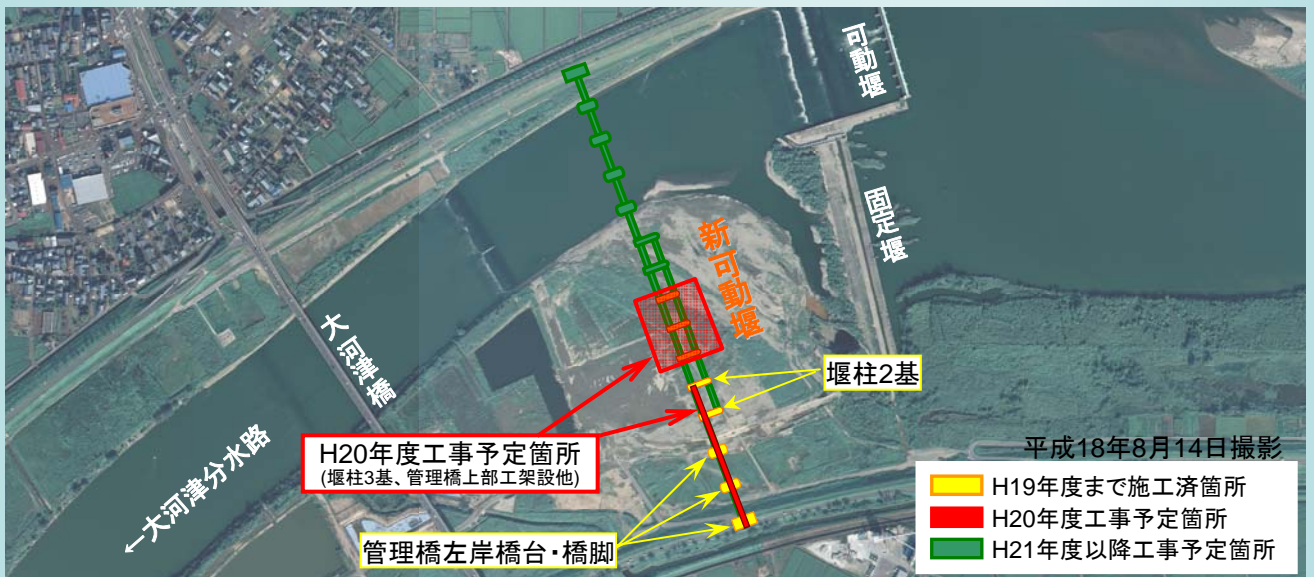 可動堰
固定堰
新可動堰
大河津橋
堰柱2基
H20年度工事予定箇所
(堰柱3基、管理橋上部工架設他)
←大河津分水路
管理橋左岸橋台・橋脚
平成18年8月14日撮影
H19年度まで施工済箇所
H20年度工事予定箇所
H21年度以降工事予定箇所